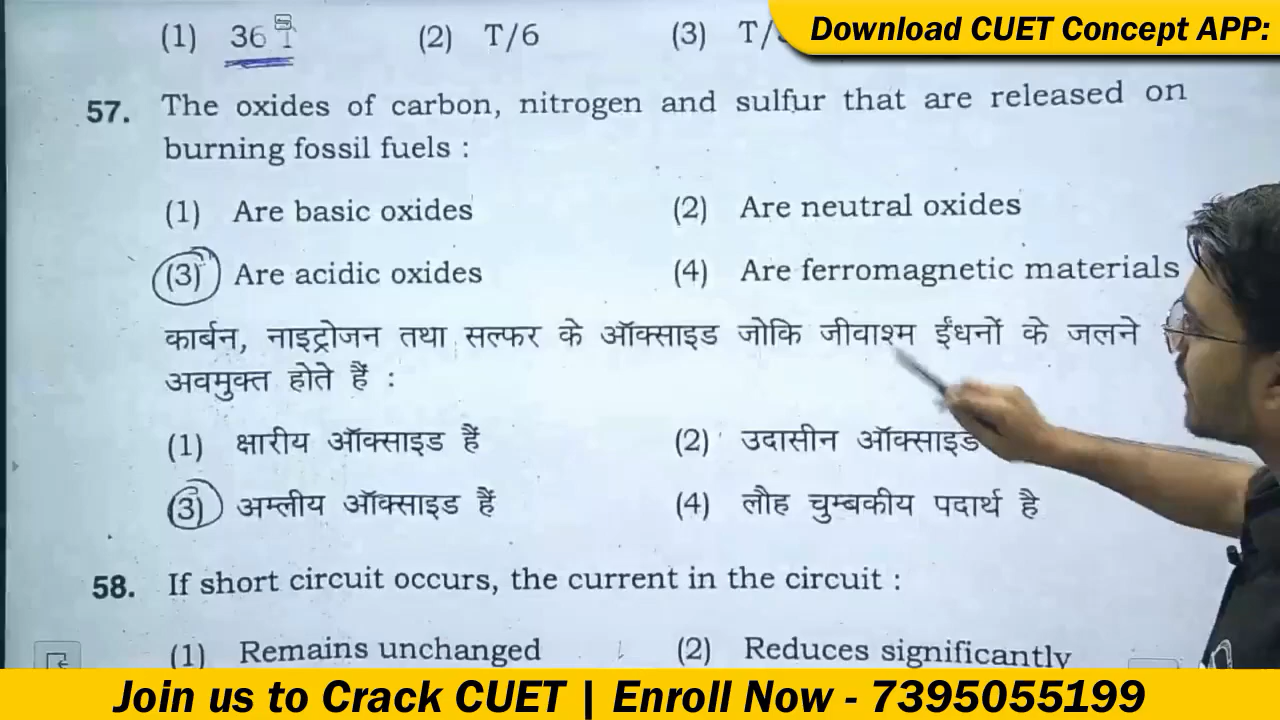 Download CUET Concept APP:
(1) 36 T (2) T/6 (3) T/
57. The oxides of carbon, nitrogen and sulfur that are released on
burning fossil fuels :
(1) Are basic oxides (2) Are neutral oxides
(3) Are acidic oxides (4) Are ferromagnetic materials
कार्बन, नाइट्रोजन तथा सल्फर के ऑक्साइड जोकि जीवाश्म ईंधनों के जलने
अवमुक्त होते हैं :
(1) क्षारीय ऑक्साइड हैं (2) उदासीन ऑक्साइड
(3) अम्लीय ऑक्साइड हैं (4) लौह चुम्बकीय पदार्थ है
58. If short circuit occurs, the current in the circuit :
(1) Remains unchanged (2) Reduces significantly
Join us to Crack CUET | Enroll Now - 7395055199